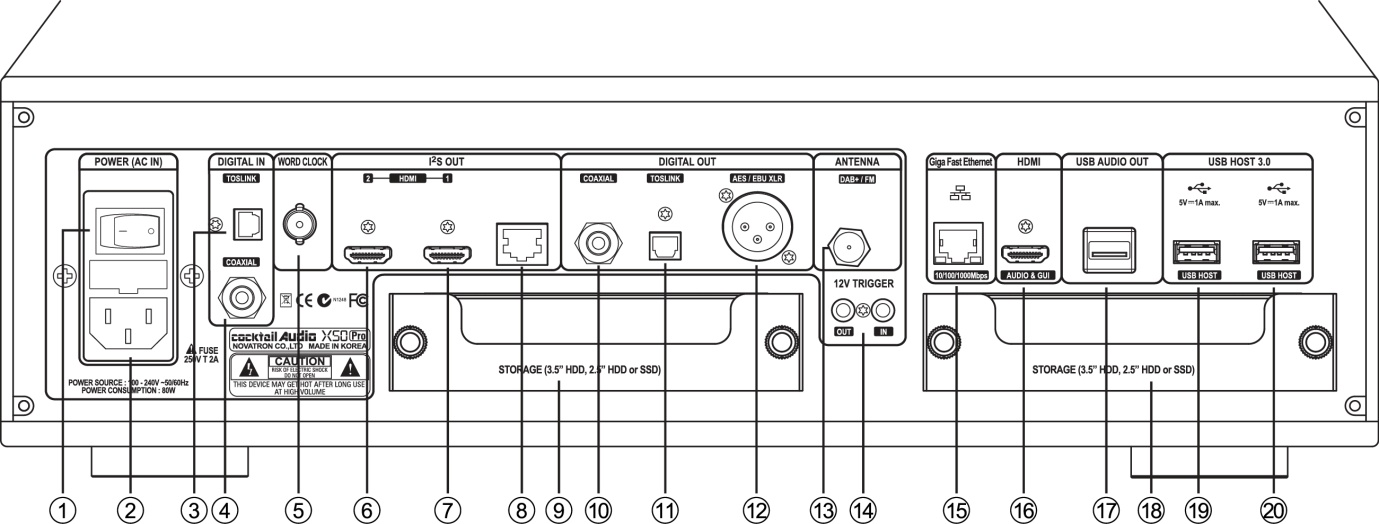 POWER (AC IN)
DIGITAL IN
WORD CLOCK
I²S OUT
DIGITAL OUT
ANTENNA
Giga Fast Ethernet
HDMI
USB AUDIO OUT
USB HOST 3.0
TOSLINK
2 HDMI 1
COAXIAL
TOSLINK
AES / EBU XLR
DAB+ / FM
5V⎓1A max.
5V⎓1A max.
COAXIAL
10/100/1000Mbps
AUDIO & GUI
USB HOST
USB HOST
12V TRIGGER
OUT
IN
CE
N1248
FC
cocktail Audio X50 Pro
NOVATRON CO.,LTD MADE IN KOREA
FUSE
250V T 2A
CAUTION
RISK OF ELECTRIC SHOCK
DO NOT OPEN
THIS DEVICE MAY GET HOT AFTER LONG USE
AT HIGH VOLUME
POWER SOURCE : 100 - 240V ~50/60Hz
POWER CONSUMPTION : 80W
STORAGE (3.5" HDD, 2.5" HDD or SSD)
STORAGE (3.5" HDD, 2.5" HDD or SSD)
① ② ③ ④ ⑤ ⑥ ⑦ ⑧ ⑨ ⑩ ⑪ ⑫ ⑬ ⑭ ⑮ ⑯ ⑰ ⑱ ⑲ ⑳